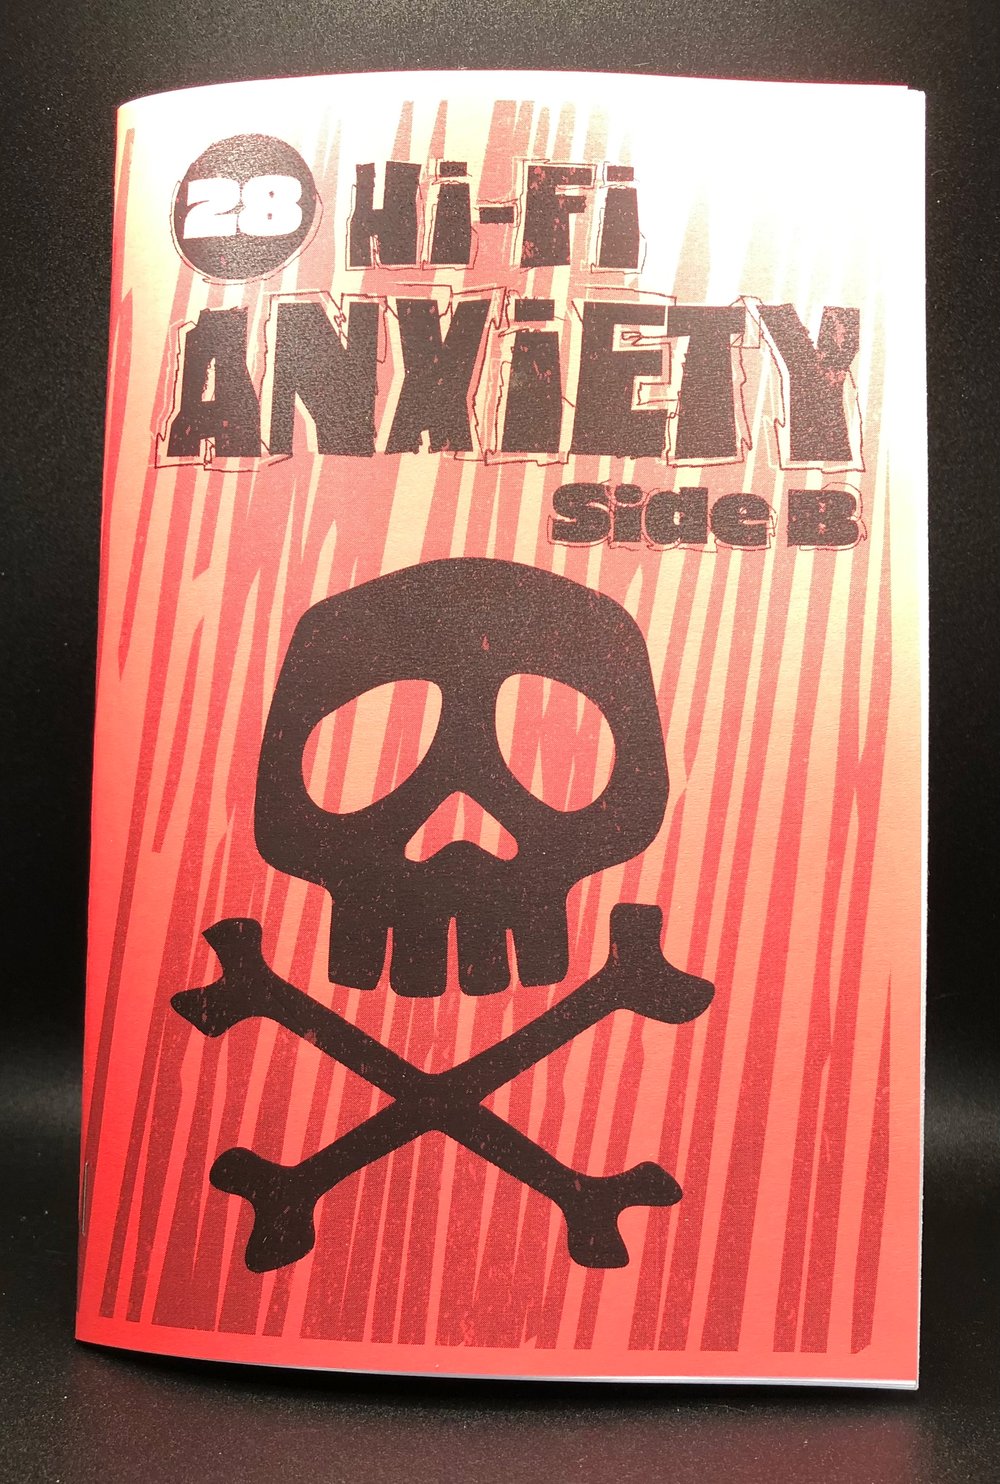 28
Hi-Fi
ANXiETY
Side B